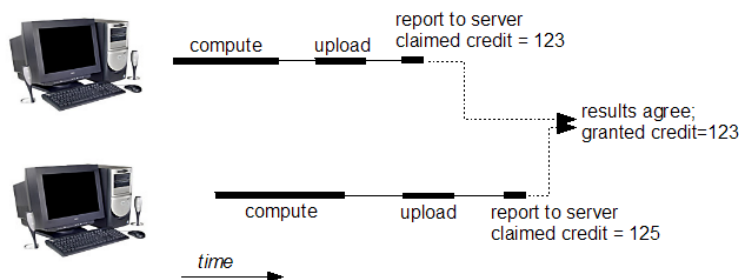 report to server
claimed credit = 123
compute
upload
results agree;
granted credit=123
compute
upload
report to server
claimed credit = 125
time